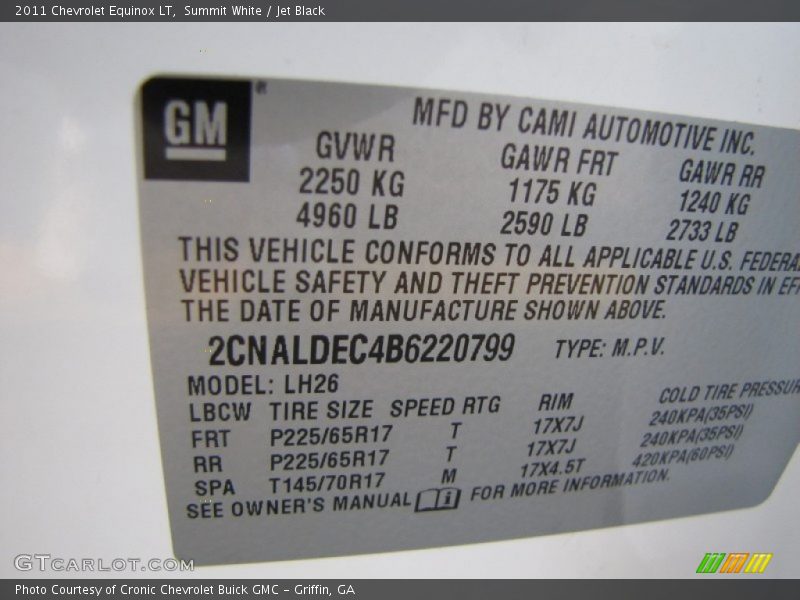 2011 Chevrolet Equinox LT,  Summit White / Jet Black
GM ®
MFD BY CAMI AUTOMOTIVE INC.
GVWR GAWR FRT GAWR RR
2250 KG 1175 KG 1240 KG
4960 LB 2590 LB 2733 LB
THIS VEHICLE CONFORMS TO ALL APPLICABLE U.S. FEDERA
VEHICLE SAFETY AND THEFT PREVENTION STANDARDS IN EFF
THE DATE OF MANUFACTURE SHOWN ABOVE.
2CNALDEC4B6220799 TYPE: M.P.V.
MODEL: LH26
LBCW TIRE SIZE SPEED RTG RIM COLD TIRE PRESSUR
FRT P225/65R17 T 17X7J 240KPA(35PSI)
RR P225/65R17 T 17X7J 240KPA(35PSI)
SPA T145/70R17 M 17X4.5T 420KPA(60PSI)
SEE OWNER'S MANUAL i FOR MORE INFORMATION.
GTCARLOT.COM
Photo Courtesy of Cronic Chevrolet Buick GMC – Griffin, GA